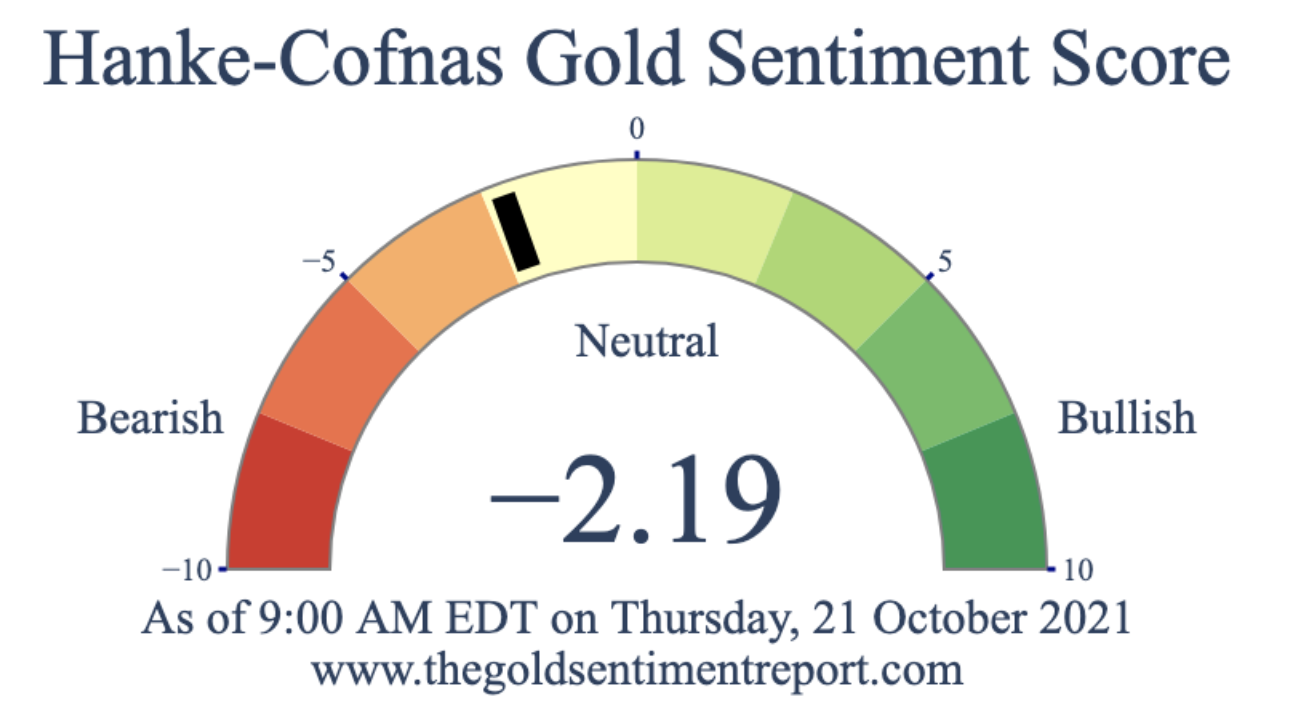 Hanke-Cofnas Gold Sentiment Score
0
−5
5
Neutral
Bearish
Bullish
−2.19
−10
10
As of 9:00 AM EDT on Thursday, 21 October 2021
www.thegoldsentimentreport.com